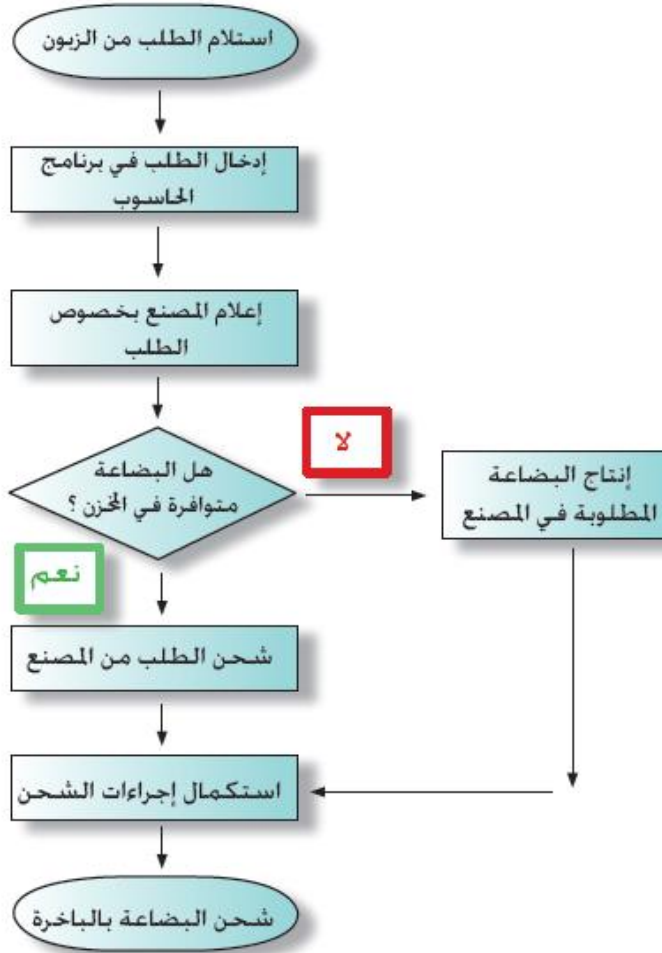 استلام الطلب من الزبون
إدخال الطلب في برنامج
الحاسوب
إعلام المصنع بخصوص
الطلب
هل البضاعة
متوافرة في المخزن ؟
لا
إنتاج البضاعة
المطلوبة في المصنع
نعم
شحن الطلب من المصنع
استكمال إجراءات الشحن
شحن البضاعة بالباخرة